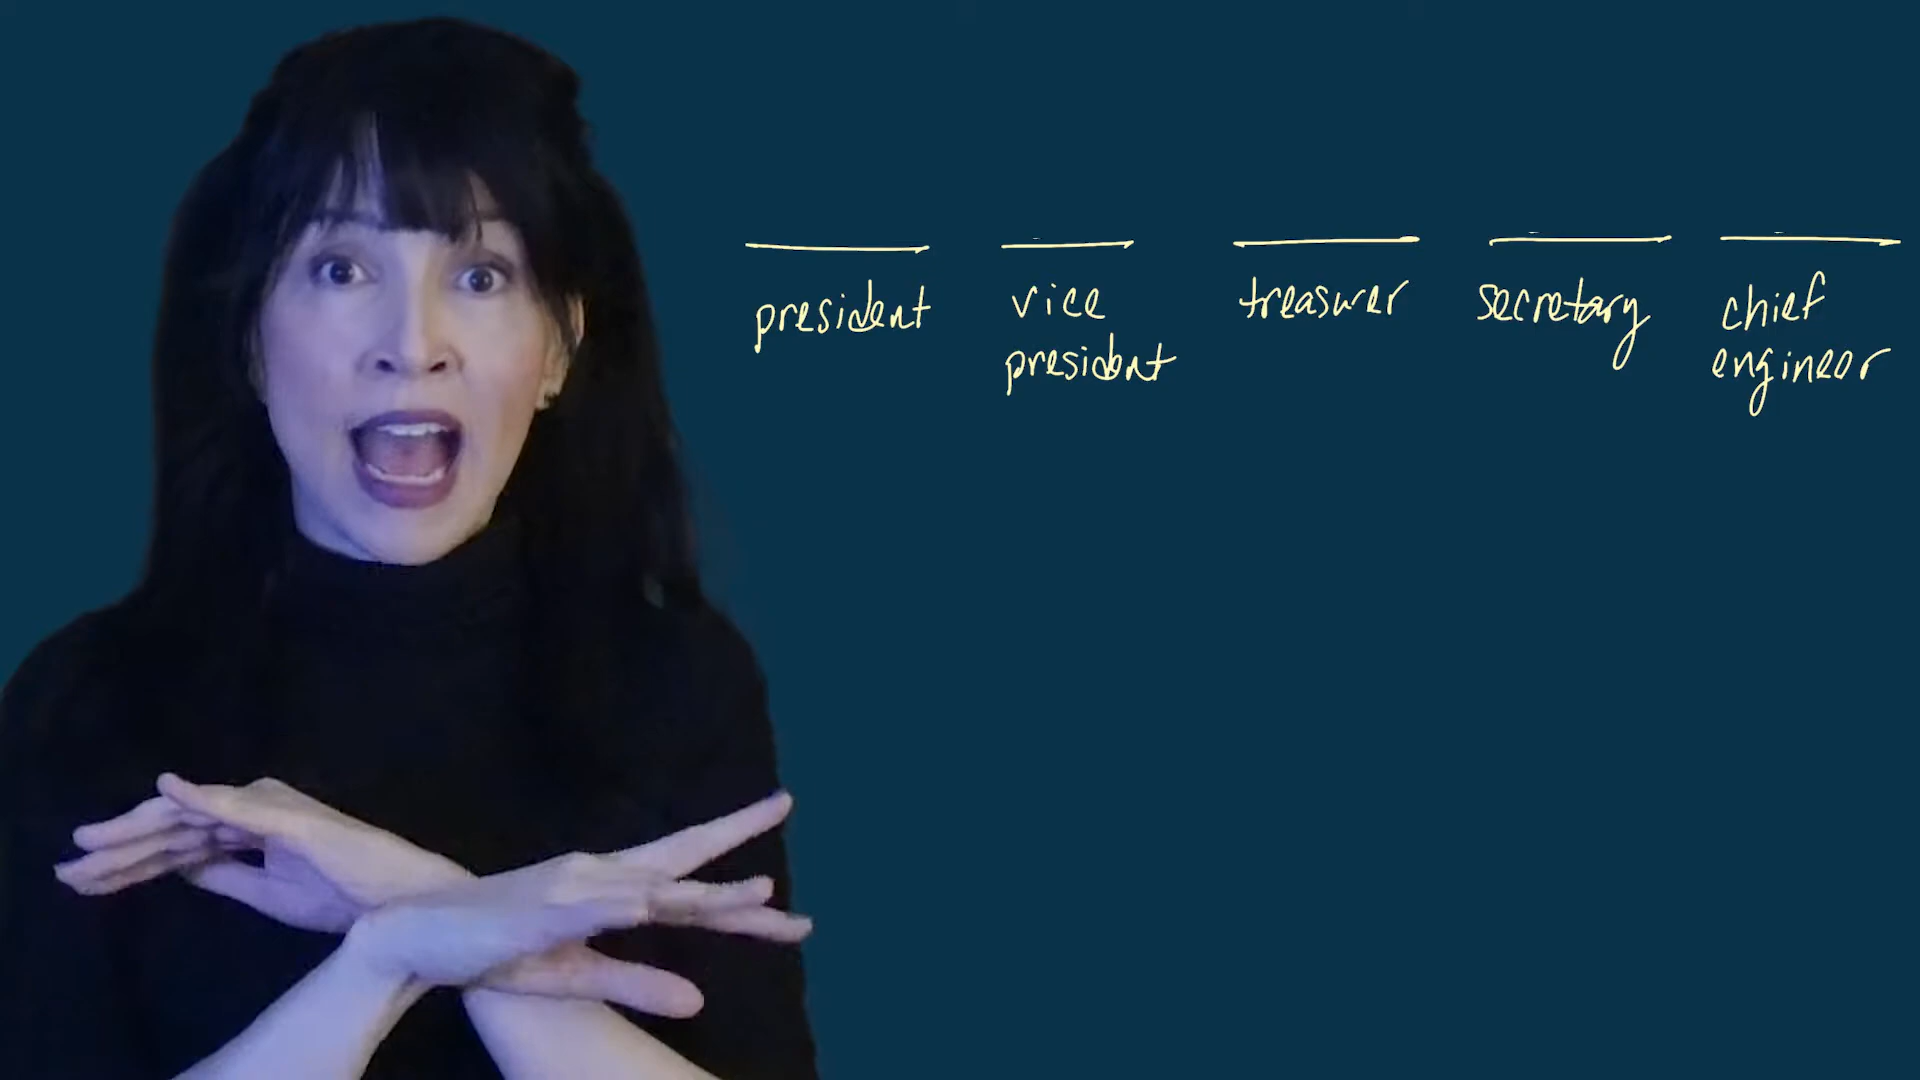 president
vice
president
treasurer
secretary
chief
engineer